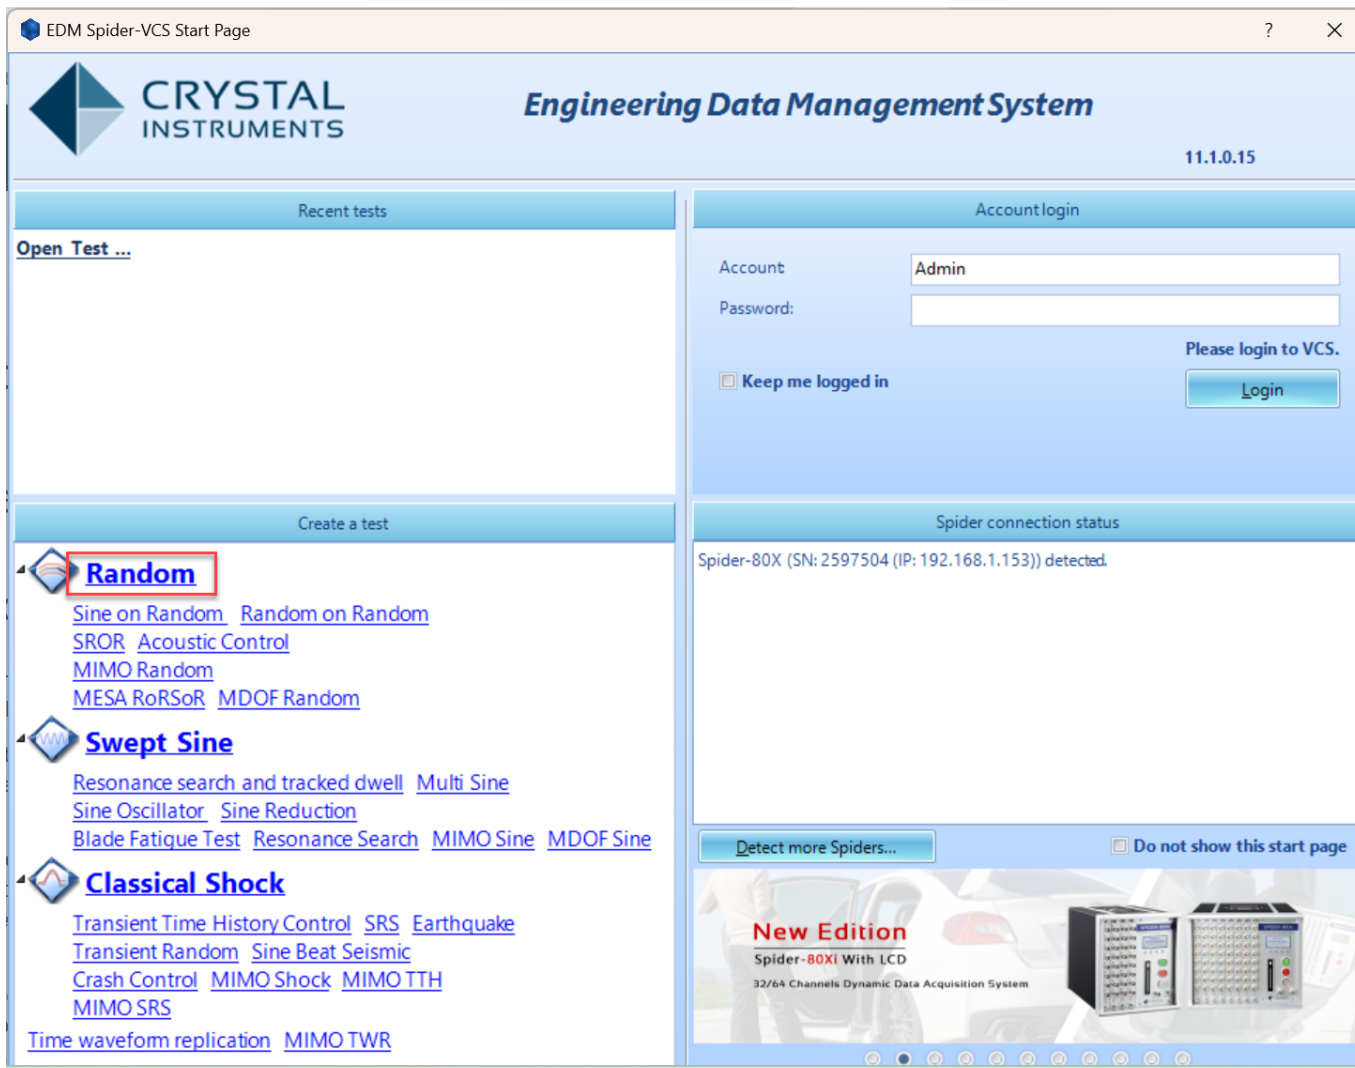 EDM Spider-VCS Start Page
?
CRYSTAL
INSTRUMENTS
Engineering Data Management System
11.1.0.15
Recent tests
Open Test ...
Account login
Account:
Admin
Password:
Please login to VCS.
Keep me logged in
Login
Create a test
Random
Sine on Random Random on Random
SROR Acoustic Control
MIMO Random
MESA RoRSoR MDOF Random
Swept Sine
Resonance search and tracked dwell Multi Sine
Sine Oscillator Sine Reduction
Blade Fatigue Test Resonance Search MIMO Sine MDOF Sine
Classical Shock
Transient Time History Control SRS Earthquake
Transient Random Sine Beat Seismic
Crash Control MIMO Shock MIMO TTH
MIMO SRS
Time waveform replication MIMO TWR
Spider connection status
Spider-80X (SN: 2597504 (IP: 192.168.1.153)) detected.
Detect more Spiders...
Do not show this start page
New Edition
Spider-80Xi With LCD
32/64 Channels Dynamic Data Acquisition System